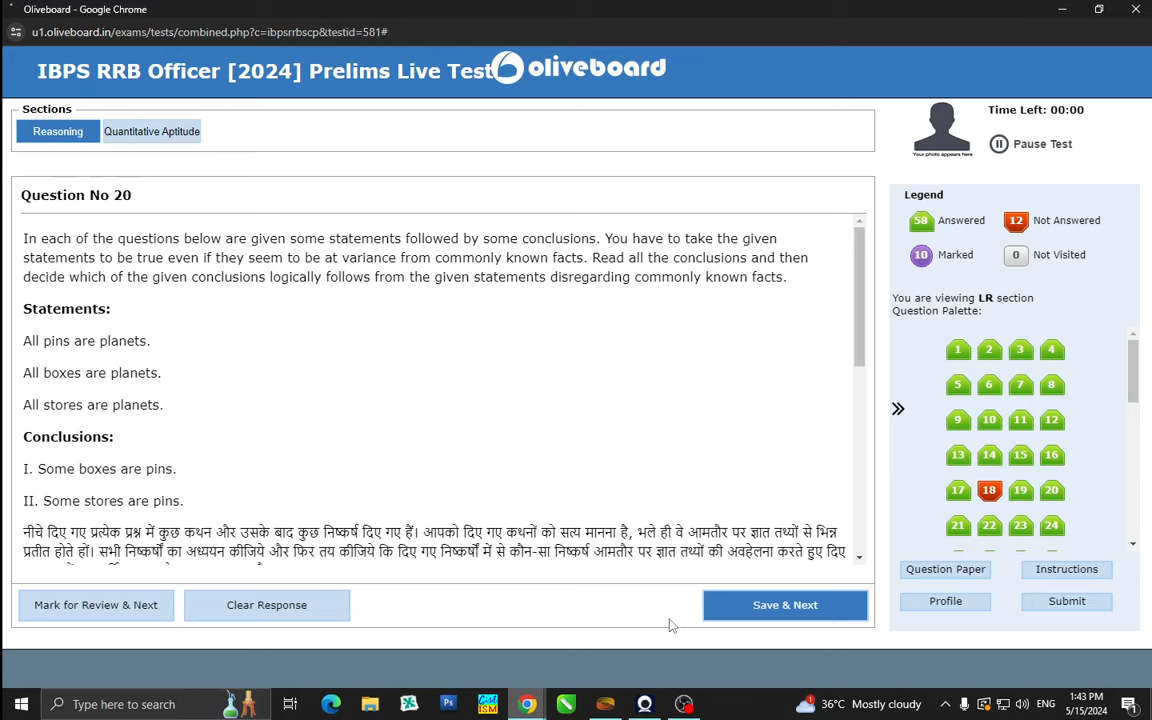 Oliveboard - Google Chrome
u1.oliveboard.in/exams/tests/combined.php?c=ibpsrrbscp&testid=581#
IBPS RRB Officer [2024] Prelims Live Test
oliveboard
Sections
Reasoning
Quantitative Aptitude
Your photo appears here
Time Left: 00:00
Pause Test
Question No 20
In each of the questions below are given some statements followed by some conclusions. You have to take the given
statements to be true even if they seem to be at variance from commonly known facts. Read all the conclusions and then
decide which of the given conclusions logically follows from the given statements disregarding commonly known facts.
Statements:
All pins are planets.
All boxes are planets.
All stores are planets.
Conclusions:
I. Some boxes are pins.
II. Some stores are pins.
नीचे दिए गए प्रत्येक प्रश्न में कुछ कथन और उसके बाद कुछ निष्कर्ष दिए गए हैं। आपको दिए गए कथनों को सत्य मानना है, भले ही वे आमतौर पर ज्ञात तथ्यों से भिन्न
प्रतीत होते हों। सभी निष्कर्षों का अध्ययन कीजिये और फिर तय कीजिये कि दिए गए निष्कर्षों में से कौन-सा निष्कर्ष आमतौर पर ज्ञात तथ्यों की अवहेलना करते हुए दिए
Mark for Review & Next
Clear Response
Save & Next
Legend
58 Answered
12 Not Answered
10 Marked
0 Not Visited
You are viewing LR section
Question Palette:
1 2 3 4
5 6 7 8
9 10 11 12
13 14 15 16
17 18 19 20
21 22 23 24
Question Paper
Instructions
Profile
Submit
Type here to search
Ps
ISM
1
36°C Mostly cloudy
ENG
1:43 PM
5/15/2024
1